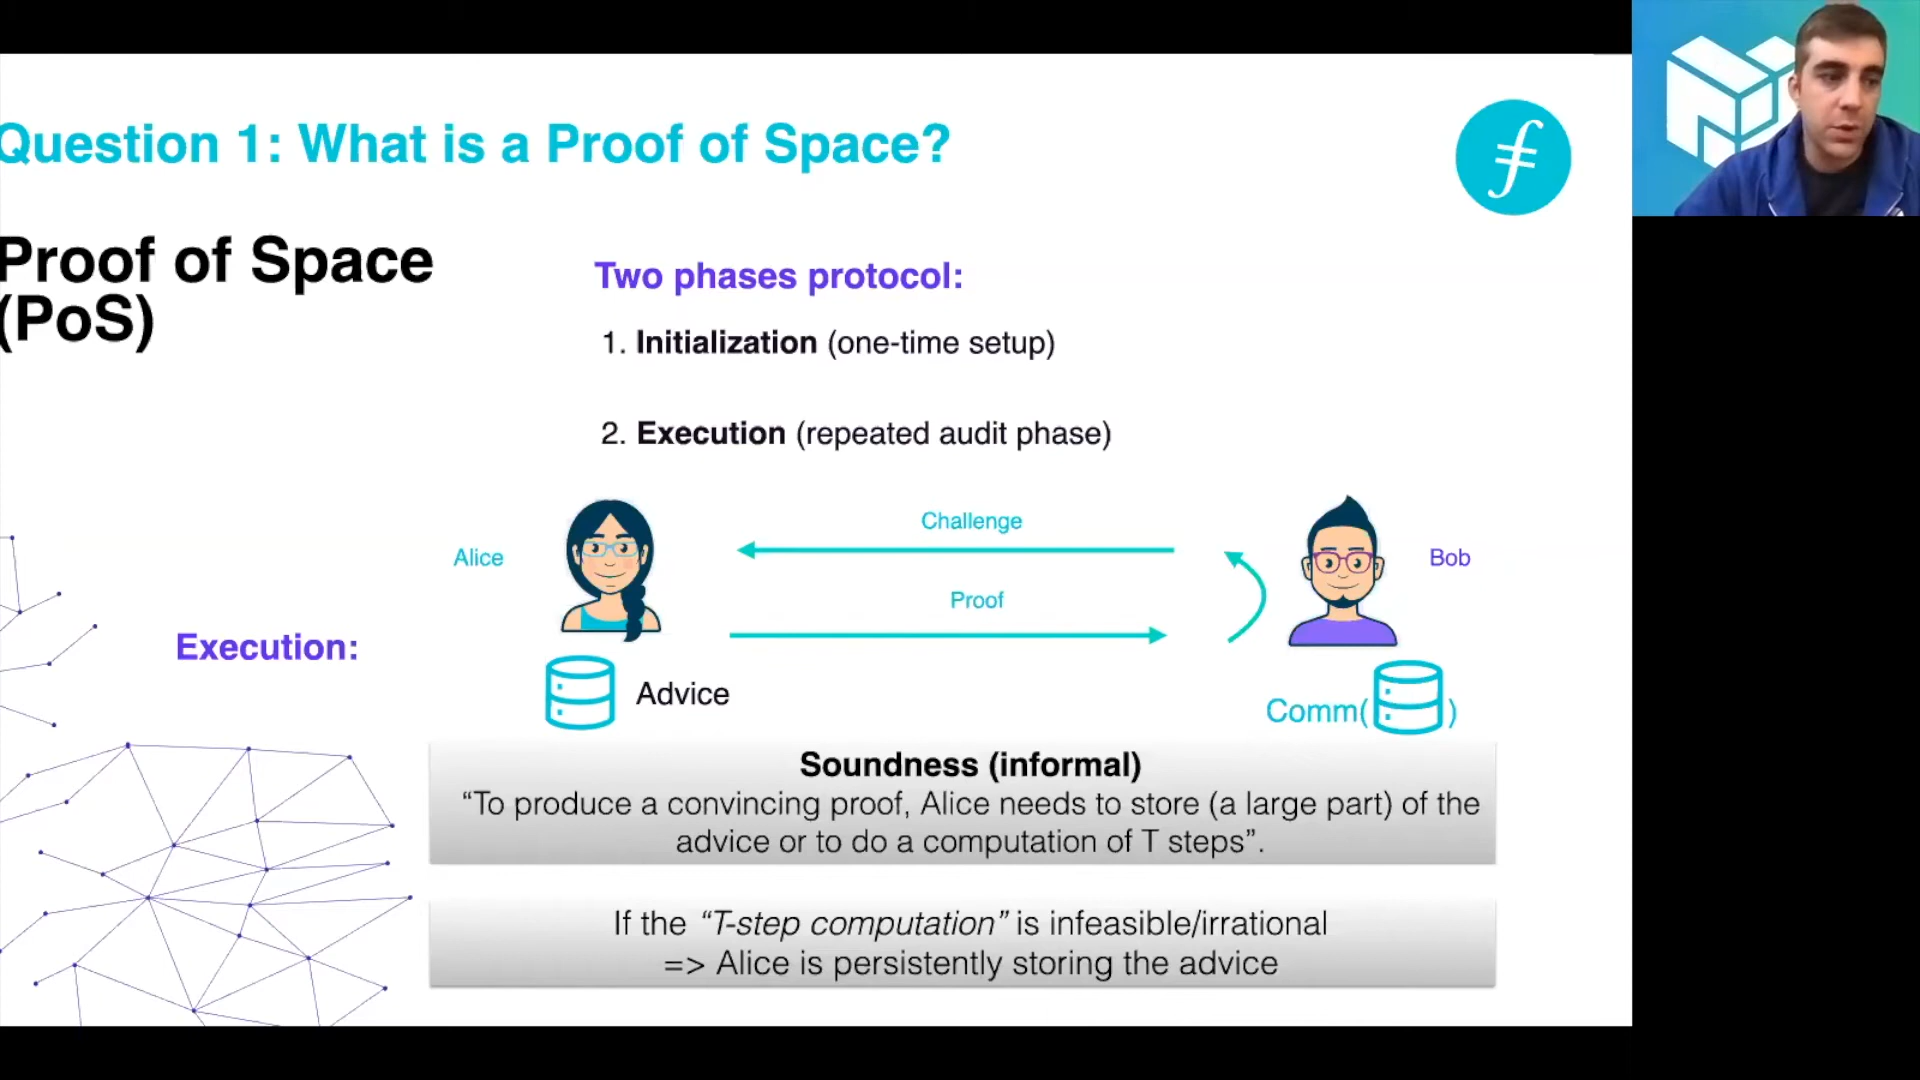 Question 1: What is a Proof of Space?
Proof of Space
(PoS)
Two phases protocol:
1. Initialization (one-time setup)
2. Execution (repeated audit phase)
Challenge
Alice
Bob
Proof
Execution:
Advice
Comm( )
Soundness (informal)
“To produce a convincing proof, Alice needs to store (a large part) of the
advice or to do a computation of T steps”.
If the “T-step computation” is infeasible/irrational
=> Alice is persistently storing the advice